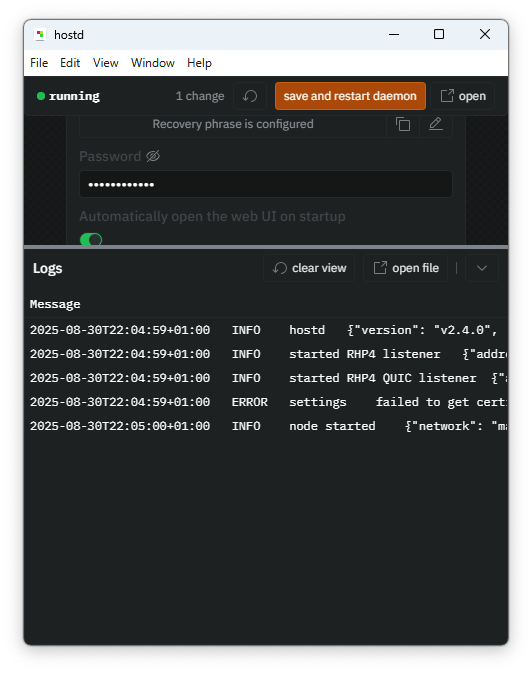 hostd
File Edit View Window Help
running 1 change save and restart daemon open
Recovery phrase is configured
Password
••••••••••••
Automatically open the web UI on startup
Logs clear view open file
Message
2025-08-30T22:04:59+01:00 INFO hostd {"version": "v2.4.0",
2025-08-30T22:04:59+01:00 INFO started RHP4 listener {"addre
2025-08-30T22:04:59+01:00 INFO started RHP4 QUIC listener {"a
2025-08-30T22:04:59+01:00 ERROR settings failed to get certi
2025-08-30T22:05:00+01:00 INFO node started {"network": "ma